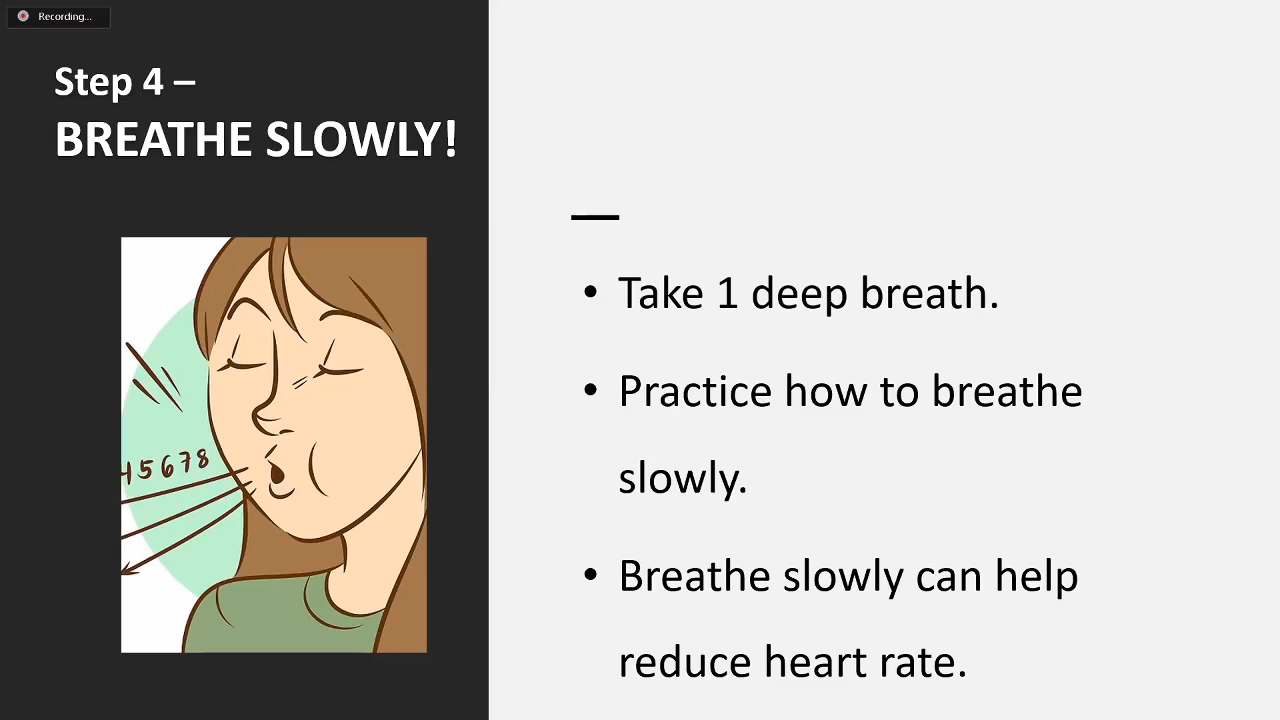 Recording...
Step 4 –
BREATHE SLOWLY!
45678
• Take 1 deep breath.
• Practice how to breathe
slowly.
• Breathe slowly can help
reduce heart rate.